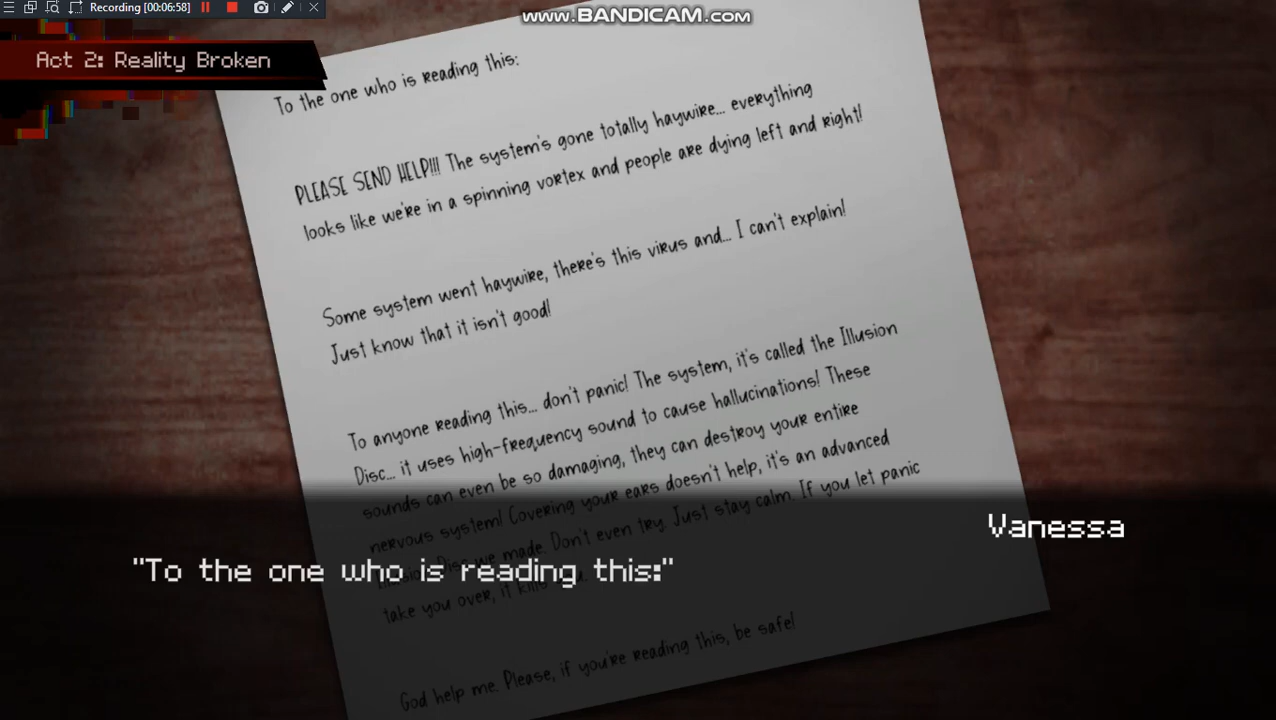 Recording [00:06:58]
www.BANDICAM.com
Act 2: Reality Broken
To the one who is reading this:
PLEASE SEND HELP!!! The system's gone totally haywire... everything
looks like we're in a spinning vortex and people are dying left and right!
Some system went haywire, there's this virus and... I can't explain!
Just know that it isn't good!
To anyone reading this... don't panic! The system, it's called the Illusion
Disc... it uses high-frequency sound to cause hallucinations! These
sounds can even be so damaging, they can destroy your entire
nervous system! Covering your ears doesn't help, it's an advanced
Disc we made. Don't even try. Just stay calm. If you let panic
take you over, it kills
God help me. Please, if you're reading this, be safe!
Vanessa
"To the one who is reading this:"